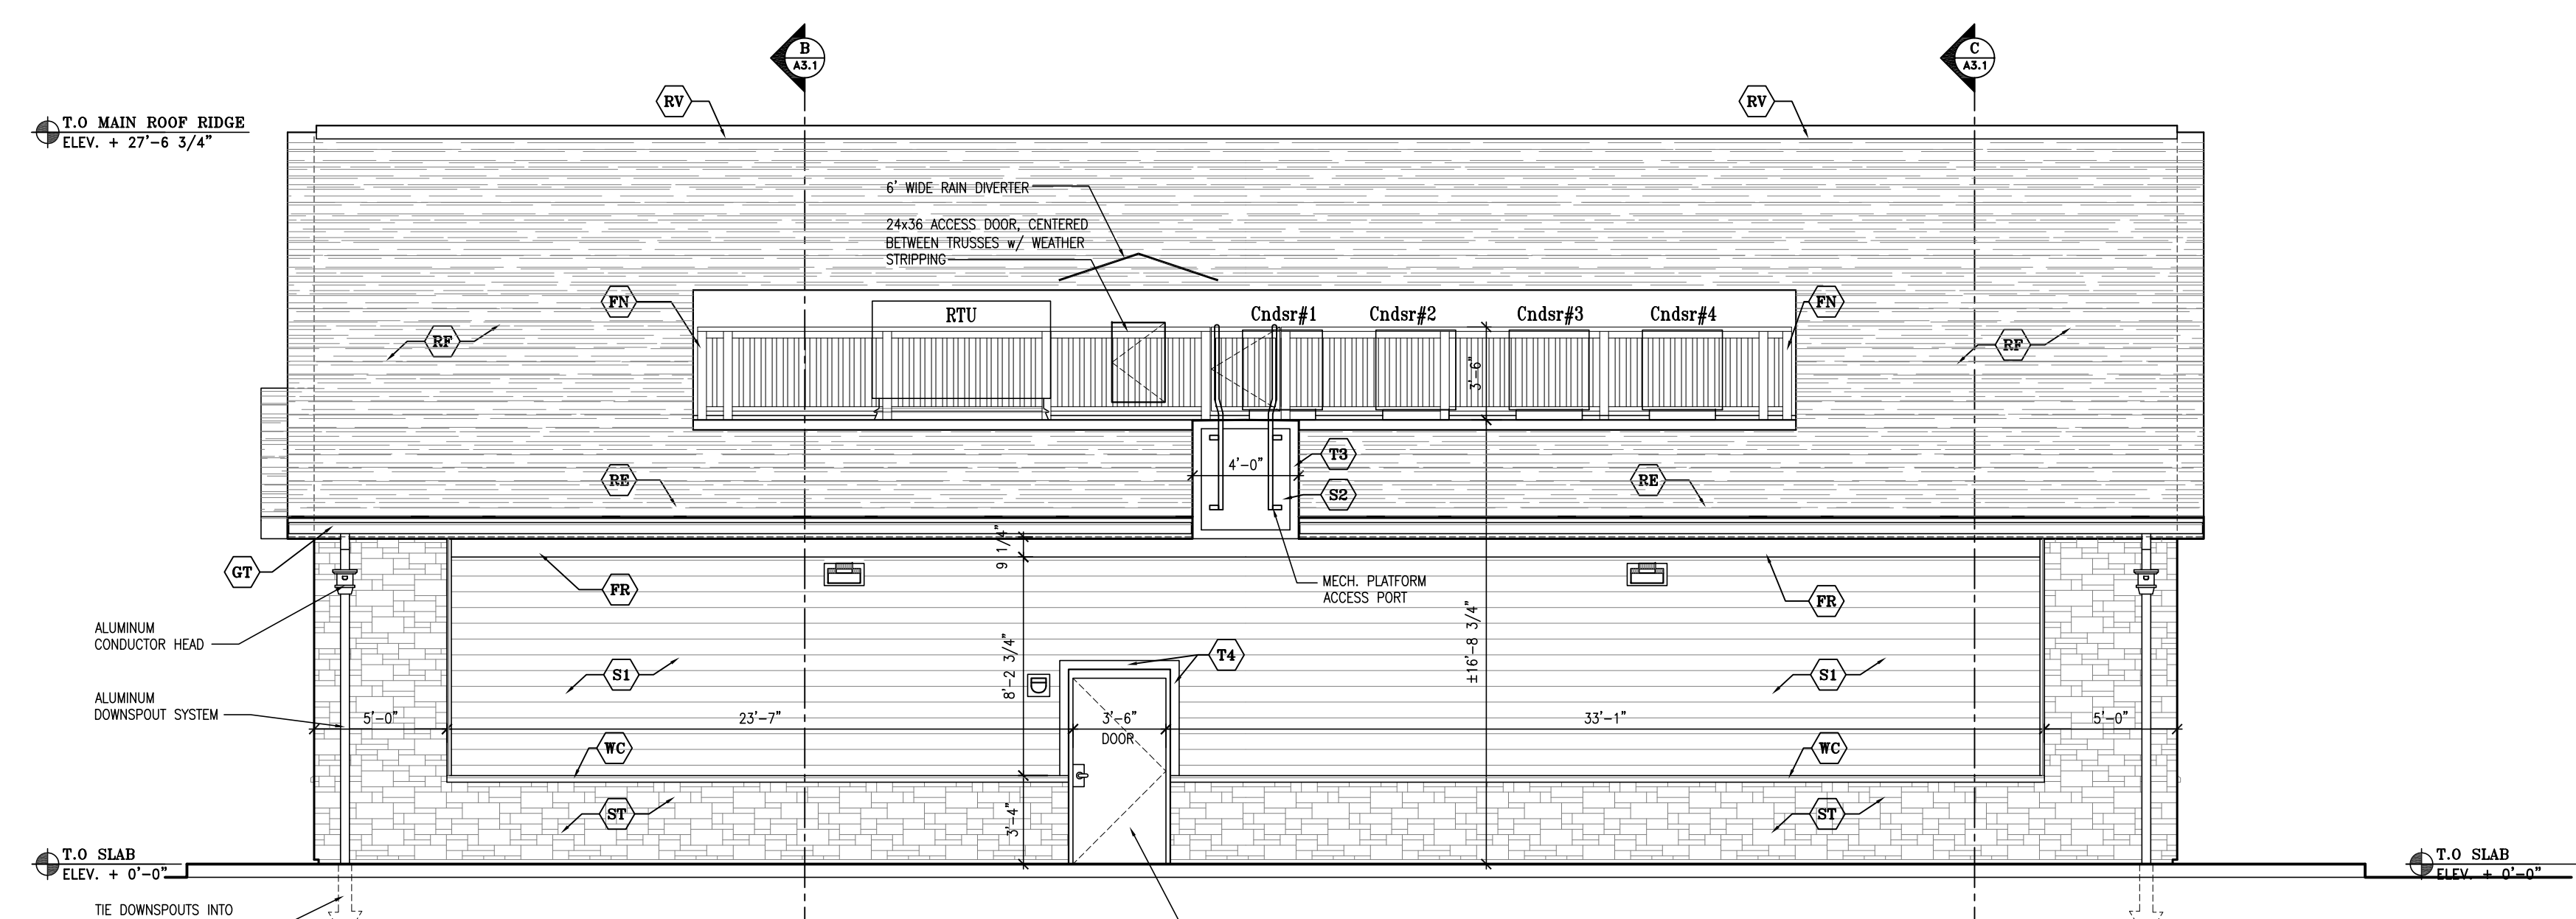 B
A3.1
C
A3.1
RV
RV
T.O MAIN ROOF RIDGE
ELEV. + 27'-6 3/4"
6' WIDE RAIN DIVERTER
24x36 ACCESS DOOR, CENTERED
BETWEEN TRUSSES w/ WEATHER
STRIPPING
FN
RTU
Cndsr#1
Cndsr#2
Cndsr#3
Cndsr#4
FN
RF
RF
3'-6"
T3
4'-0"
RE
RE
S2
GT
9 1/4"
FR
MECH. PLATFORM
ACCESS PORT
FR
ALUMINUM
CONDUCTOR HEAD
8'-2 3/4"
±16'-8 3/4"
T4
S1
S1
ALUMINUM
DOWNSPOUT SYSTEM
5'-0"
23'-7"
3'-6"
DOOR
33'-1"
5'-0"
WC
WC
3'-4"
ST
ST
T.O SLAB
ELEV. + 0'-0"
T.O SLAB
ELEV. + 0'-0"
TIE DOWNSPOUTS INTO